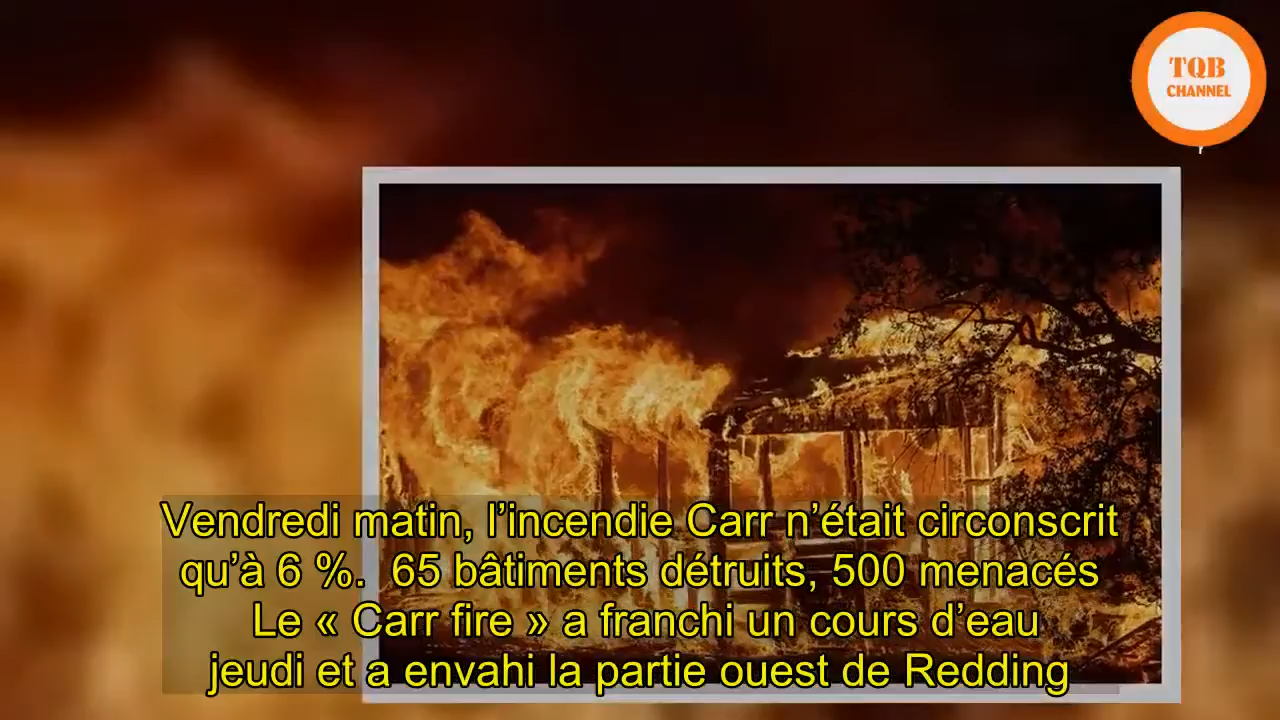 TQB
CHANNEL
Vendredi matin, l’incendie Carr n’était circonscrit
qu’à 6 %.  65 bâtiments détruits, 500 menacés
Le « Carr fire » a franchi un cours d’eau
jeudi et a envahi la partie ouest de Redding